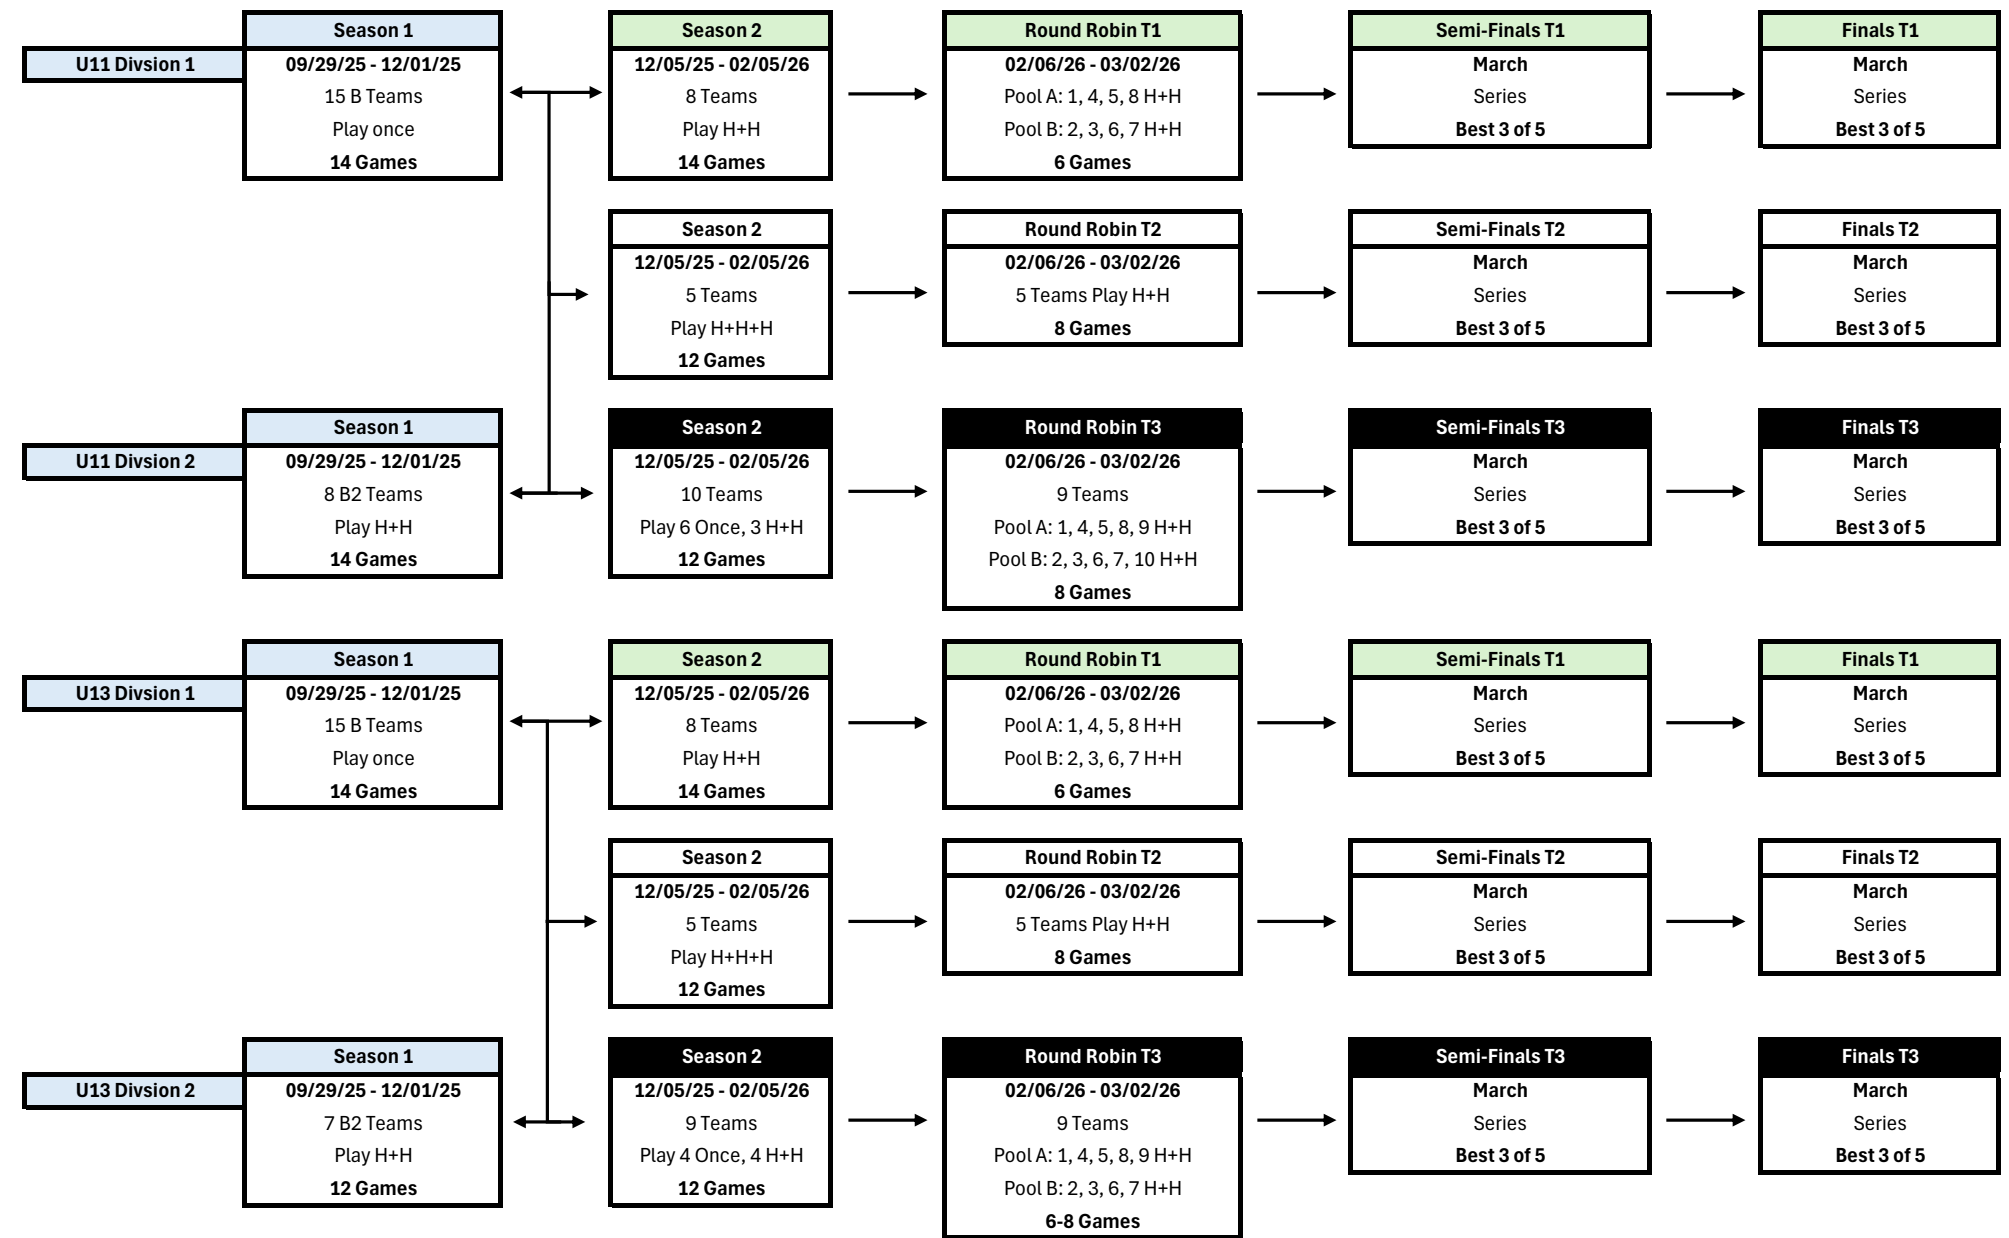 Season 1
U11 Divsion 1
09/29/25 - 12/01/25
15 B Teams
Play once
14 Games
Season 2
12/05/25 - 02/05/26
8 Teams
Play H+H
14 Games
Round Robin T1
02/06/26 - 03/02/26
Pool A: 1, 4, 5, 8 H+H
Pool B: 2, 3, 6, 7 H+H
6 Games
Semi-Finals T1
March
Series
Best 3 of 5
Finals T1
March
Series
Best 3 of 5
Season 2
12/05/25 - 02/05/26
5 Teams
Play H+H+H
12 Games
Round Robin T2
02/06/26 - 03/02/26
5 Teams Play H+H
8 Games
Semi-Finals T2
March
Series
Best 3 of 5
Finals T2
March
Series
Best 3 of 5
Season 1
U11 Divsion 2
09/29/25 - 12/01/25
8 B2 Teams
Play H+H
14 Games
Season 2
12/05/25 - 02/05/26
10 Teams
Play 6 Once, 3 H+H
12 Games
Round Robin T3
02/06/26 - 03/02/26
9 Teams
Pool A: 1, 4, 5, 8, 9 H+H
Pool B: 2, 3, 6, 7, 10 H+H
8 Games
Semi-Finals T3
March
Series
Best 3 of 5
Finals T3
March
Series
Best 3 of 5
Season 1
U13 Divsion 1
09/29/25 - 12/01/25
15 B Teams
Play once
14 Games
Season 2
12/05/25 - 02/05/26
8 Teams
Play H+H
14 Games
Round Robin T1
02/06/26 - 03/02/26
Pool A: 1, 4, 5, 8 H+H
Pool B: 2, 3, 6, 7 H+H
6 Games
Semi-Finals T1
March
Series
Best 3 of 5
Finals T1
March
Series
Best 3 of 5
Season 2
12/05/25 - 02/05/26
5 Teams
Play H+H+H
12 Games
Round Robin T2
02/06/26 - 03/02/26
5 Teams Play H+H
8 Games
Semi-Finals T2
March
Series
Best 3 of 5
Finals T2
March
Series
Best 3 of 5
Season 1
U13 Divsion 2
09/29/25 - 12/01/25
7 B2 Teams
Play H+H
12 Games
Season 2
12/05/25 - 02/05/26
9 Teams
Play 4 Once, 4 H+H
12 Games
Round Robin T3
02/06/26 - 03/02/26
9 Teams
Pool A: 1, 4, 5, 8, 9 H+H
Pool B: 2, 3, 6, 7 H+H
6-8 Games
Semi-Finals T3
March
Series
Best 3 of 5
Finals T3
March
Series
Best 3 of 5